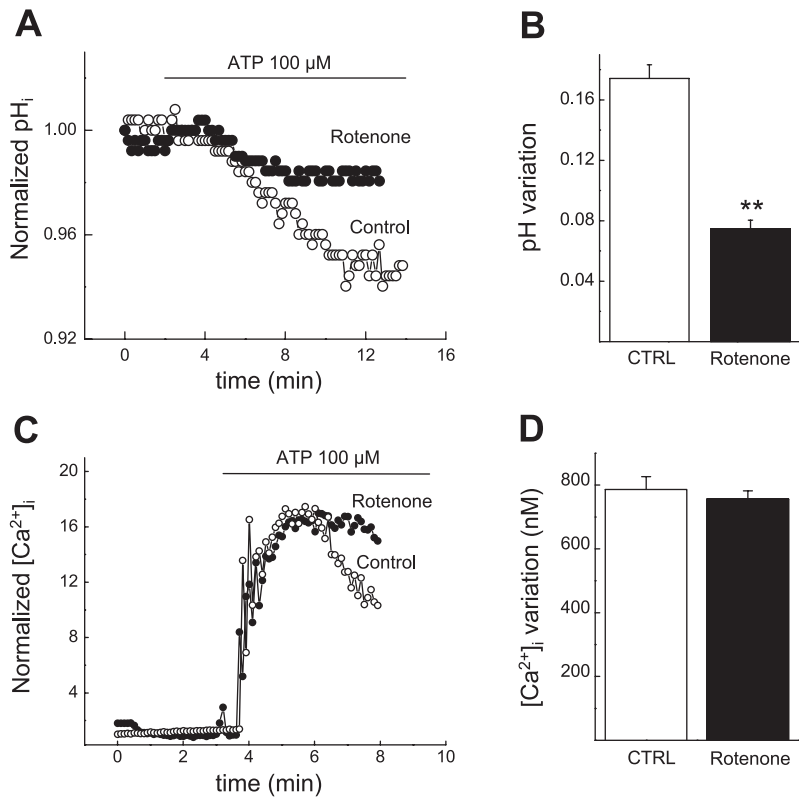 A
ATP 100 µM
Normalized pHi
1.00
0.96
0.92
Rotenone
Control
0 4 8 12 16
time (min)
B
pH variation
0.16
0.12
0.08
0.04
**
CTRL Rotenone
C
ATP 100 µM
Normalized [Ca²⁺]i
20
16
12
8
4
Rotenone
Control
0 2 4 6 8 10
time (min)
D
[Ca²⁺]i variation (nM)
800
600
400
200
CTRL Rotenone